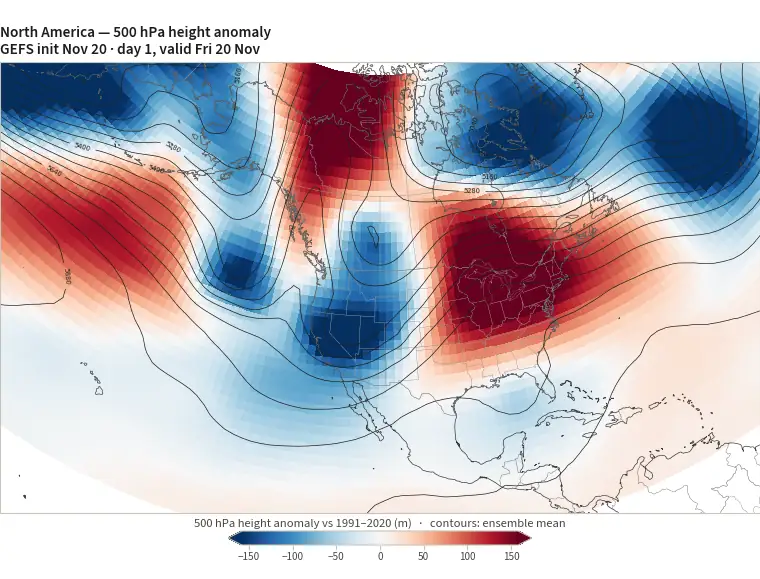 North America — 500 hPa height anomaly
GEFS init Nov 20 · day 1, valid Fri 20 Nov
5400
5280
500 hPa height anomaly vs 1991–2020 (m) · contours: ensemble mean
−150 −100 −50 0 50 100 150